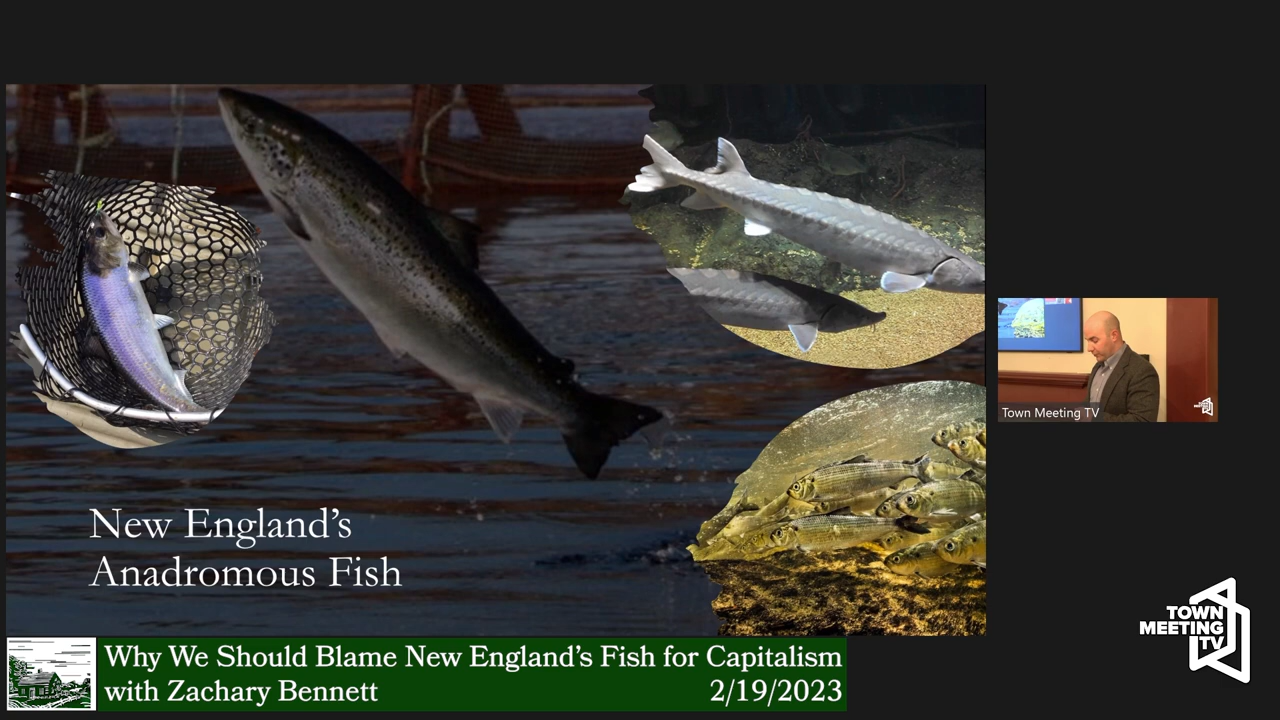 New England’s
Anadromous Fish
Town Meeting TV
Why We Should Blame New England’s Fish for Capitalism
with Zachary Bennett 2/19/2023
TOWN
MEETING
TV